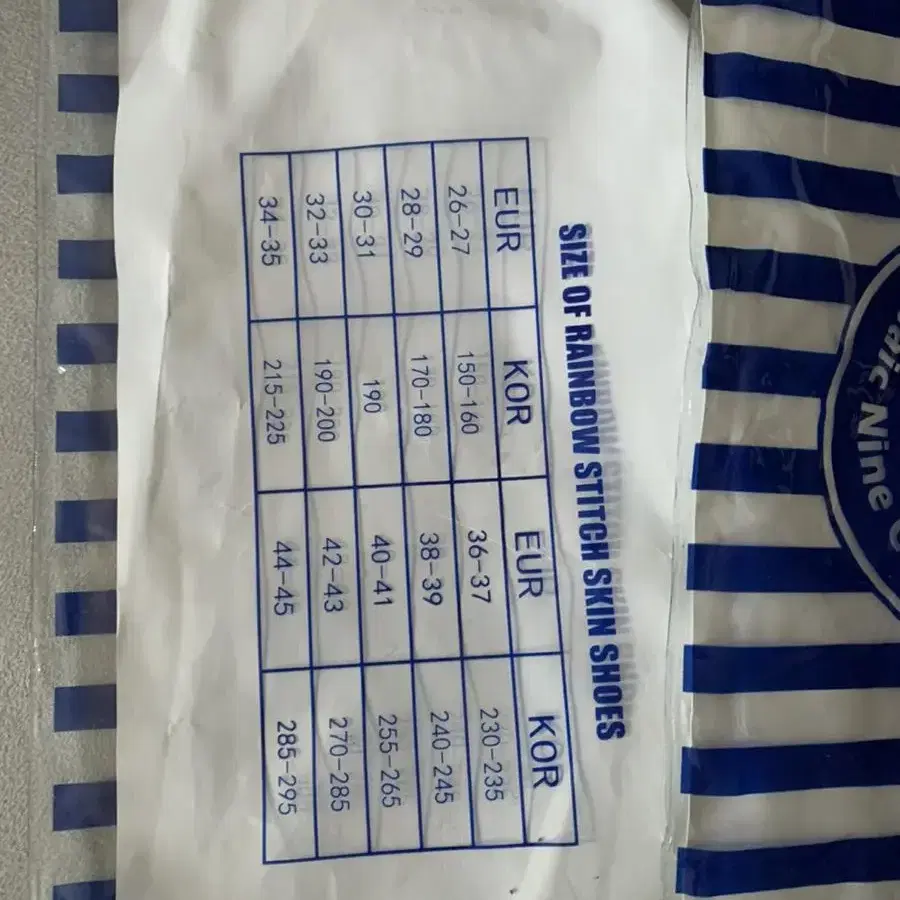 SIZE OF RAINBOW STITCH SKIN SHOES
EUR KOR EUR KOR
26-27 150-160 36-37 230-235
28-29 170-180 38-39 240-245
30-31 190 40-41 255-265
32-33 190-200 42-43 270-285
34-35 215-225 44-45 285-295
Nine